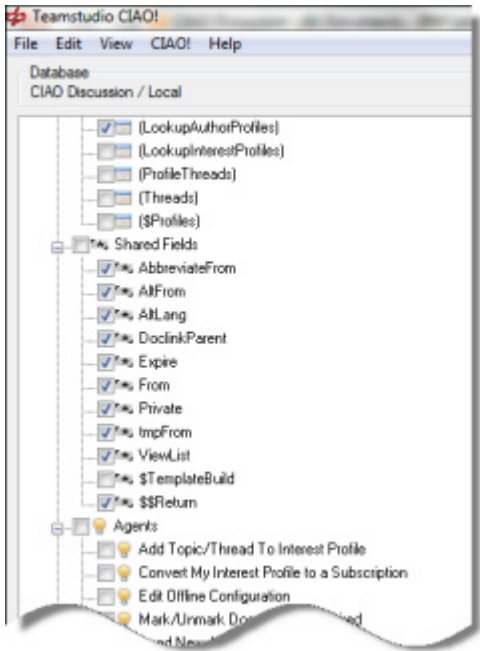 Teamstudio CIAO!
File Edit View CIAO! Help
Database
CIAO Discussion / Local
(LookupAuthorProfiles)
(LookupInterestProfiles)
(ProfileThreads)
(Threads)
($Profiles)
Shared Fields
AbbreviateFrom
AltFrom
AltLang
DoclinkParent
Expire
From
Private
tmpFrom
ViewList
$TemplateBuild
$$Return
Agents
Add Topic/Thread To Interest Profile
Convert My Interest Profile to a Subscription
Edit Offline Configuration
Mark/Unmark